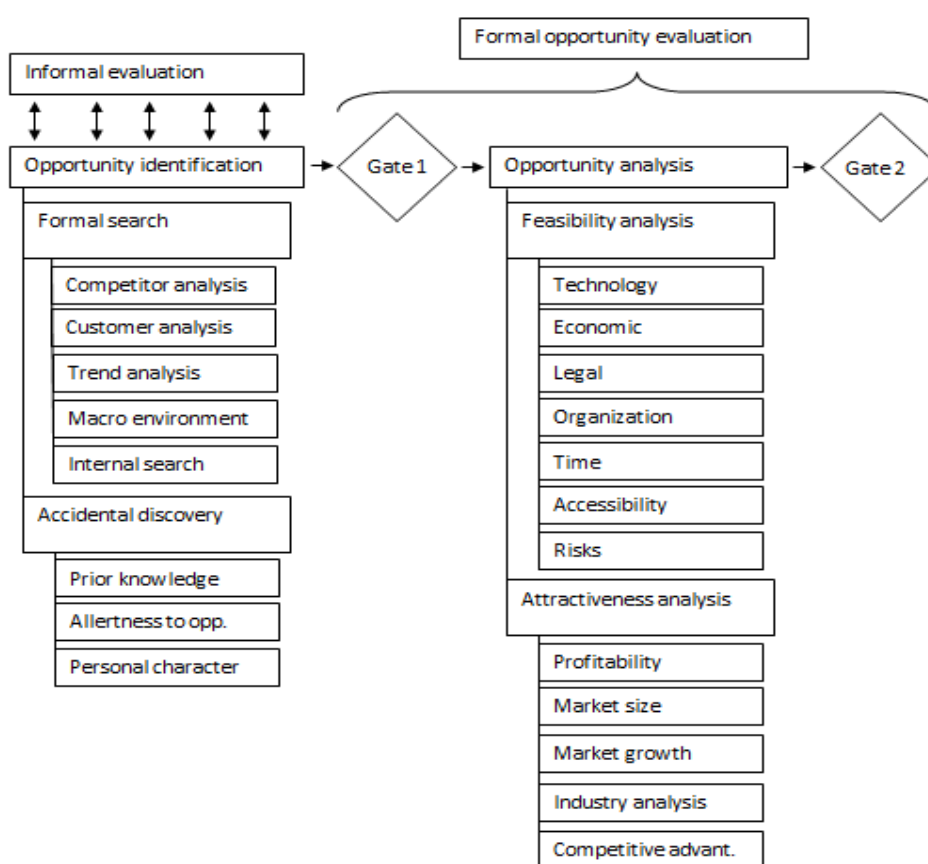 Formal opportunity evaluation
Informal evaluation
Opportunity identification
Gate 1
Opportunity analysis
Gate 2
Formal search
Competitor analysis
Customer analysis
Trend analysis
Macro environment
Internal search
Accidental discovery
Prior knowledge
Allertness to opp.
Personal character
Feasibility analysis
Technology
Economic
Legal
Organization
Time
Accessibility
Risks
Attractiveness analysis
Profitability
Market size
Market growth
Industry analysis
Competitive advant.